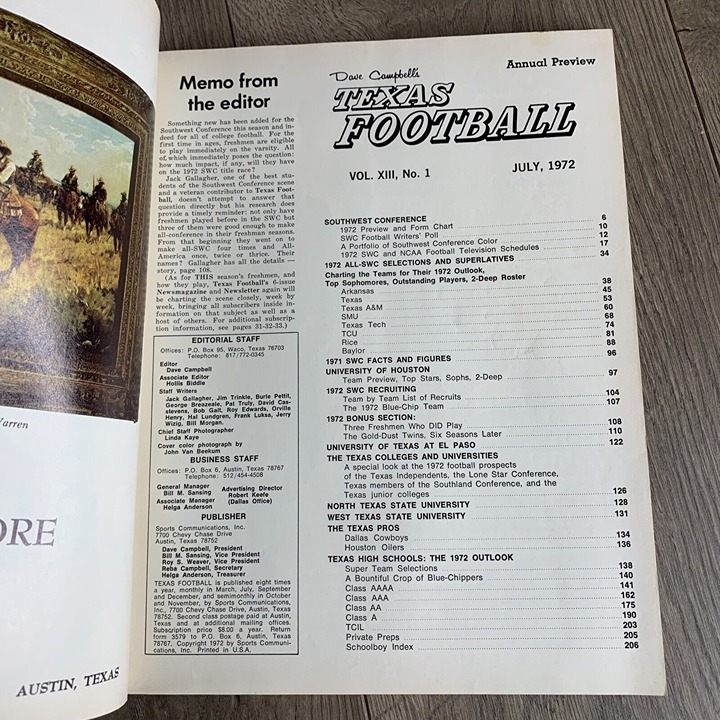 Warren
ORE
AUSTIN, TEXAS
Memo from
the editor
Something new has been added for the
Southwest Conference this season and in-
deed for all of college football. For the
first time in ages, freshmen are eligible
to play immediately on the varsity. All
of which immediately poses the question:
how much impact, if any, will they have
on the 1972 SWC title race?
Jack Gallagher, one of the best stu-
dents of the Southwest Conference scene
and a veteran contributor to Texas Foot-
ball, doesn't attempt to answer that
question directly but his research does
provide a timely reminder: not only have
freshmen played before in the SWC but
three of them were good enough to make
all-conference in their freshman seasons.
From that beginning they went on to
make all-SWC four times and All-
America once, twice or thrice. Their
names? Gallagher has all the details —
story, page 108.
(As for THIS season's freshmen, and
how they play, Texas Football's 6-issue
Newsmagazine and Newsletter again will
be charting the scene closely, week by
week, bringing all subscribers inside in-
formation on that subject as well as a
host of others. For additional subscrip-
tion information, see pages 31-32-33.)
EDITORIAL STAFF
Offices: P.O. Box 95, Waco, Texas 76703
Telephone: 817/772-0345
Editor
Dave Campbell
Associate Editor
Hollis Biddle
Staff Writers
Jack Gallagher, Jim Trinkle, Burle Pettit,
George Breazeale, Pat Truly, David Cas-
stevens, Bob Galt, Roy Edwards, Orville
Henry, Hal Lundgren, Frank Luksa, Jerry
Wizig, Bill Morgan.
Chief Staff Photographer
Linda Kaye
Cover color photograph by
John Van Beekum
BUSINESS STAFF
Offices: P.O. Box 6, Austin, Texas 78767
Telephone: 512/454-4508
General Manager
Bill M. Sansing
Associate Manager
Helga Anderson
Advertising Director
Robert Keefe
(Dallas Office)
PUBLISHER
Sports Communications, Inc.
7700 Chevy Chase Drive
Austin, Texas 78752
Dave Campbell, President
Bill M. Sansing, Vice President
Roy S. Weaver, Vice President
Reba Campbell, Secretary
Helga Anderson, Treasurer
TEXAS FOOTBALL is published eight times
a year, monthly in March, July, September
and December, and semimonthly in October
and November, by Sports Communications,
Inc., 7700 Chevy Chase Drive, Austin, Texas
78752. Second class postage paid at Austin,
Texas and at additional mailing offices.
Subscription price $8.00 a year. Return
form 3579 to P.O. Box 6, Austin, Texas
78767. Copyright 1972 by Sports Communi-
cations, Inc. Printed in U.S.A.
Annual Preview
Dave Campbell's
TEXAS
FOOTBALL
VOL. XIII, No. 1 JULY, 1972
SOUTHWEST CONFERENCE 6
1972 Preview and Form Chart 10
SWC Football Writers' Poll 12
A Portfolio of Southwest Conference Color 17
1972 SWC and NCAA Football Television Schedules 34
1972 ALL-SWC SELECTIONS AND SUPERLATIVES
Charting the Teams for Their 1972 Outlook,
Top Sophomores, Outstanding Players, 2-Deep Roster 38
Arkansas 45
Texas 53
Texas A&M 60
SMU 68
Texas Tech 74
TCU 81
Rice 88
Baylor 96
1971 SWC FACTS AND FIGURES
UNIVERSITY OF HOUSTON
Team Preview, Top Stars, Sophs, 2-Deep 97
1972 SWC RECRUITING
Team by Team List of Recruits 104
The 1972 Blue-Chip Team 107
1972 BONUS SECTION:
Three Freshmen Who DID Play 108
The Gold-Dust Twins, Six Seasons Later 110
UNIVERSITY OF TEXAS AT EL PASO 122
THE TEXAS COLLEGES AND UNIVERSITIES
A special look at the 1972 football prospects
of the Texas Independents, the Lone Star Conference,
Texas members of the Southland Conference, and the
Texas junior colleges 126
NORTH TEXAS STATE UNIVERSITY 128
WEST TEXAS STATE UNIVERSITY 131
THE TEXAS PROS
Dallas Cowboys 134
Houston Oilers 136
TEXAS HIGH SCHOOLS: THE 1972 OUTLOOK
Super Team Selections 138
A Bountiful Crop of Blue-Chippers 140
Class AAAA 141
Class AAA 162
Class AA 175
Class A 190
TCIL 203
Private Preps 205
Schoolboy Index 206